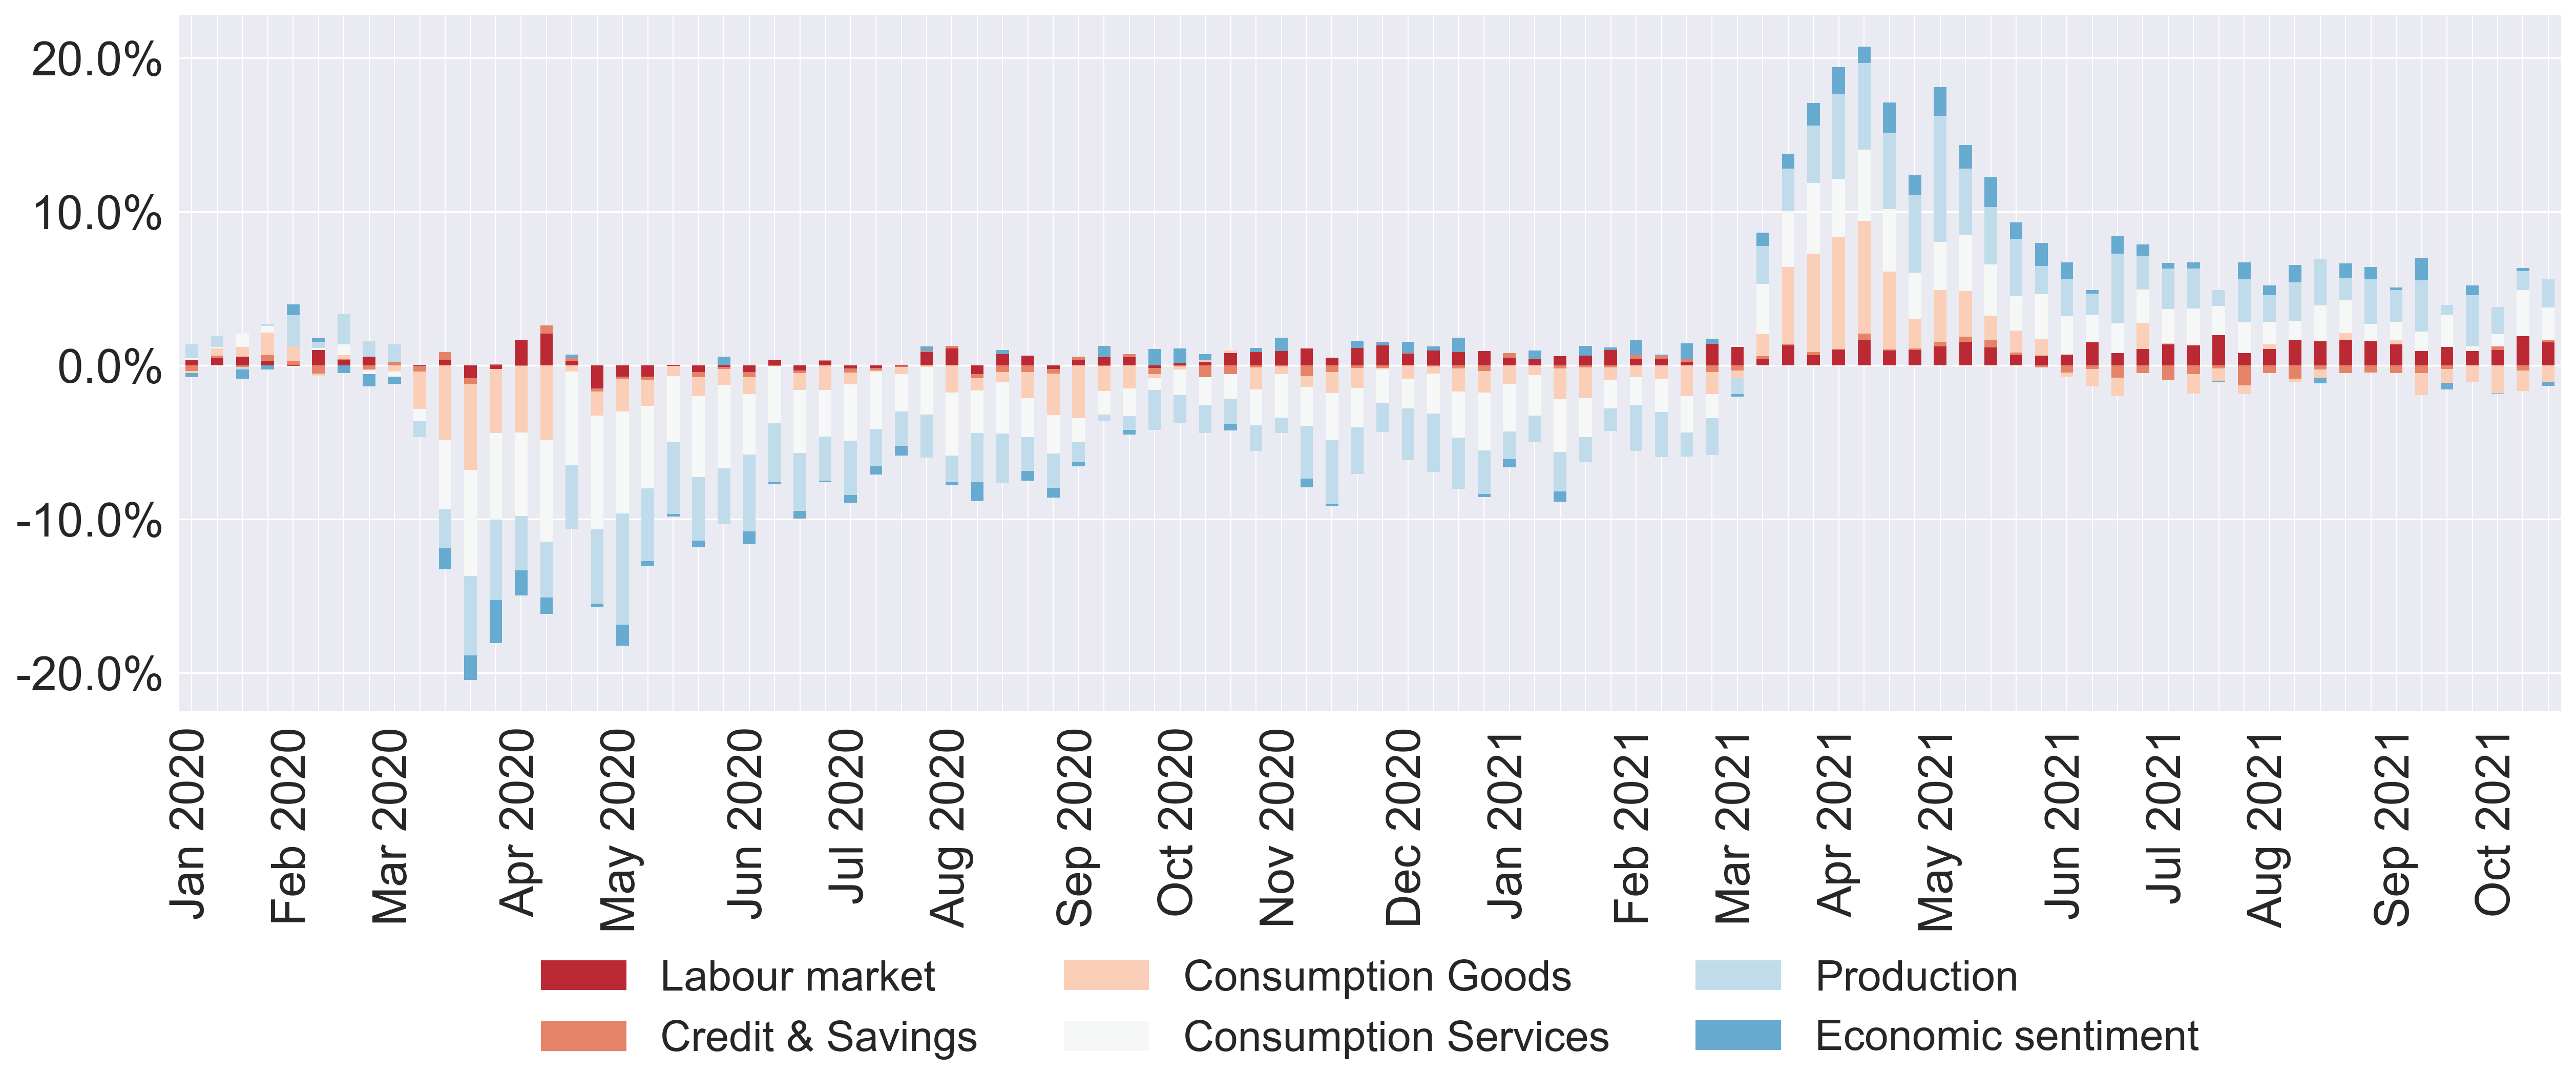 20.0%
10.0%
0.0%
-10.0%
-20.0%
Jan 2020
Feb 2020
Mar 2020
Apr 2020
May 2020
Jun 2020
Jul 2020
Aug 2020
Sep 2020
Oct 2020
Nov 2020
Dec 2020
Jan 2021
Feb 2021
Mar 2021
Apr 2021
May 2021
Jun 2021
Jul 2021
Aug 2021
Sep 2021
Oct 2021
Labour market
Consumption Goods
Production
Credit & Savings
Consumption Services
Economic sentiment